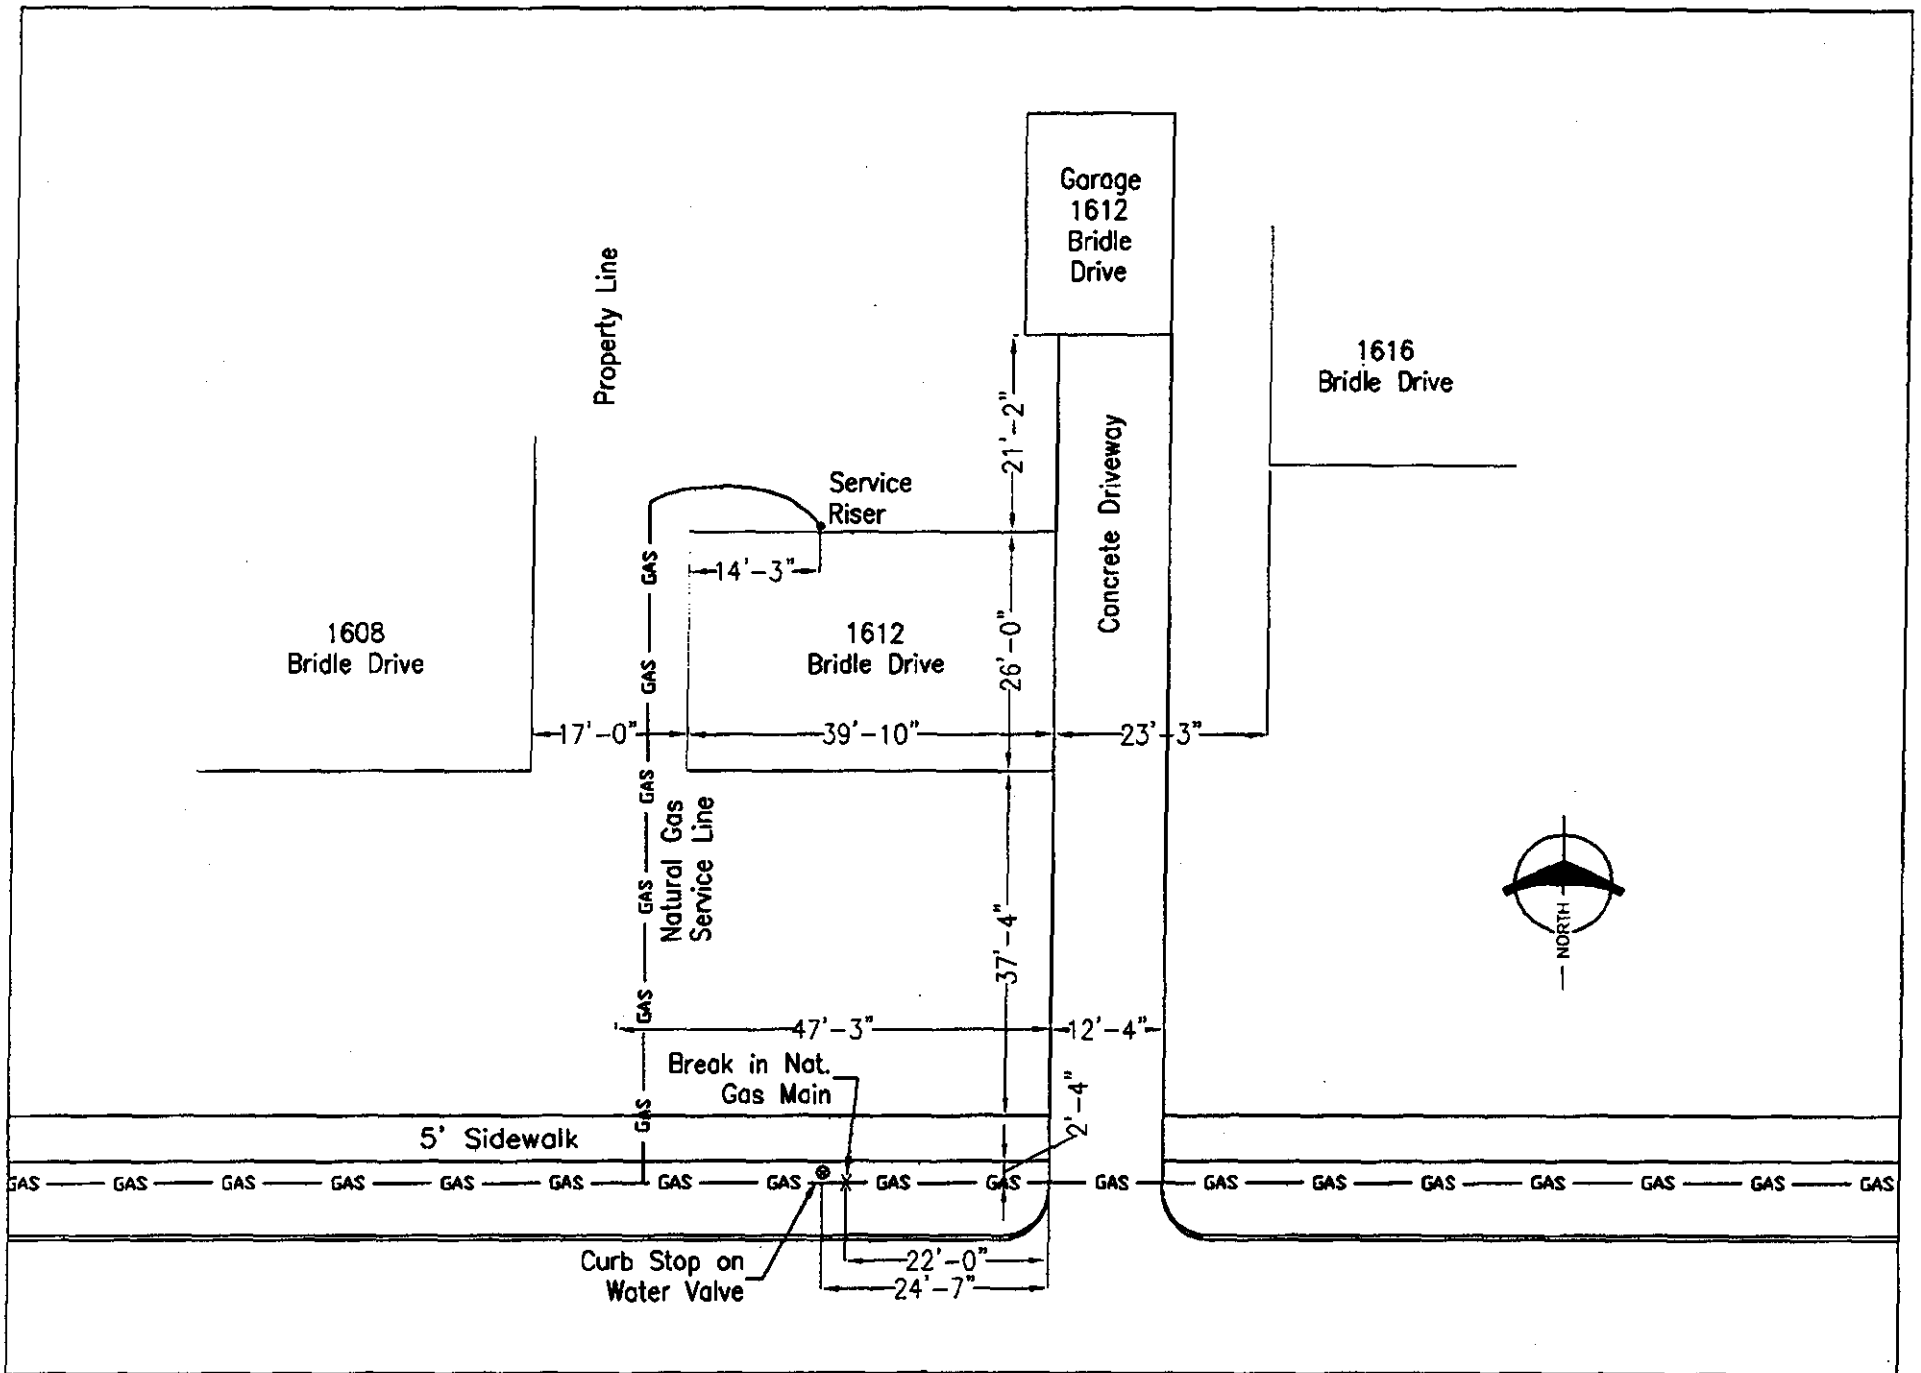 Garage
1612
Bridle
Drive
Property Line
1616
Bridle Drive
21'-2"
Concrete Driveway
Service
Riser
GAS
14'-3"
1608
Bridle Drive
1612
Bridle Drive
26'-0"
GAS
17'-0"
39'-10"
23'-3"
GAS
Natural Gas
Service Line
GAS
37'-4"
NORTH
GAS
47'-3"
12'-4"
Break in Nat.
Gas Main
2'-4"
GAS
5' Sidewalk
GAS GAS GAS GAS GAS GAS GAS GAS GAS GAS GAS GAS GAS GAS GAS GAS GAS GAS
Curb Stop on
Water Valve
22'-0"
24'-7"